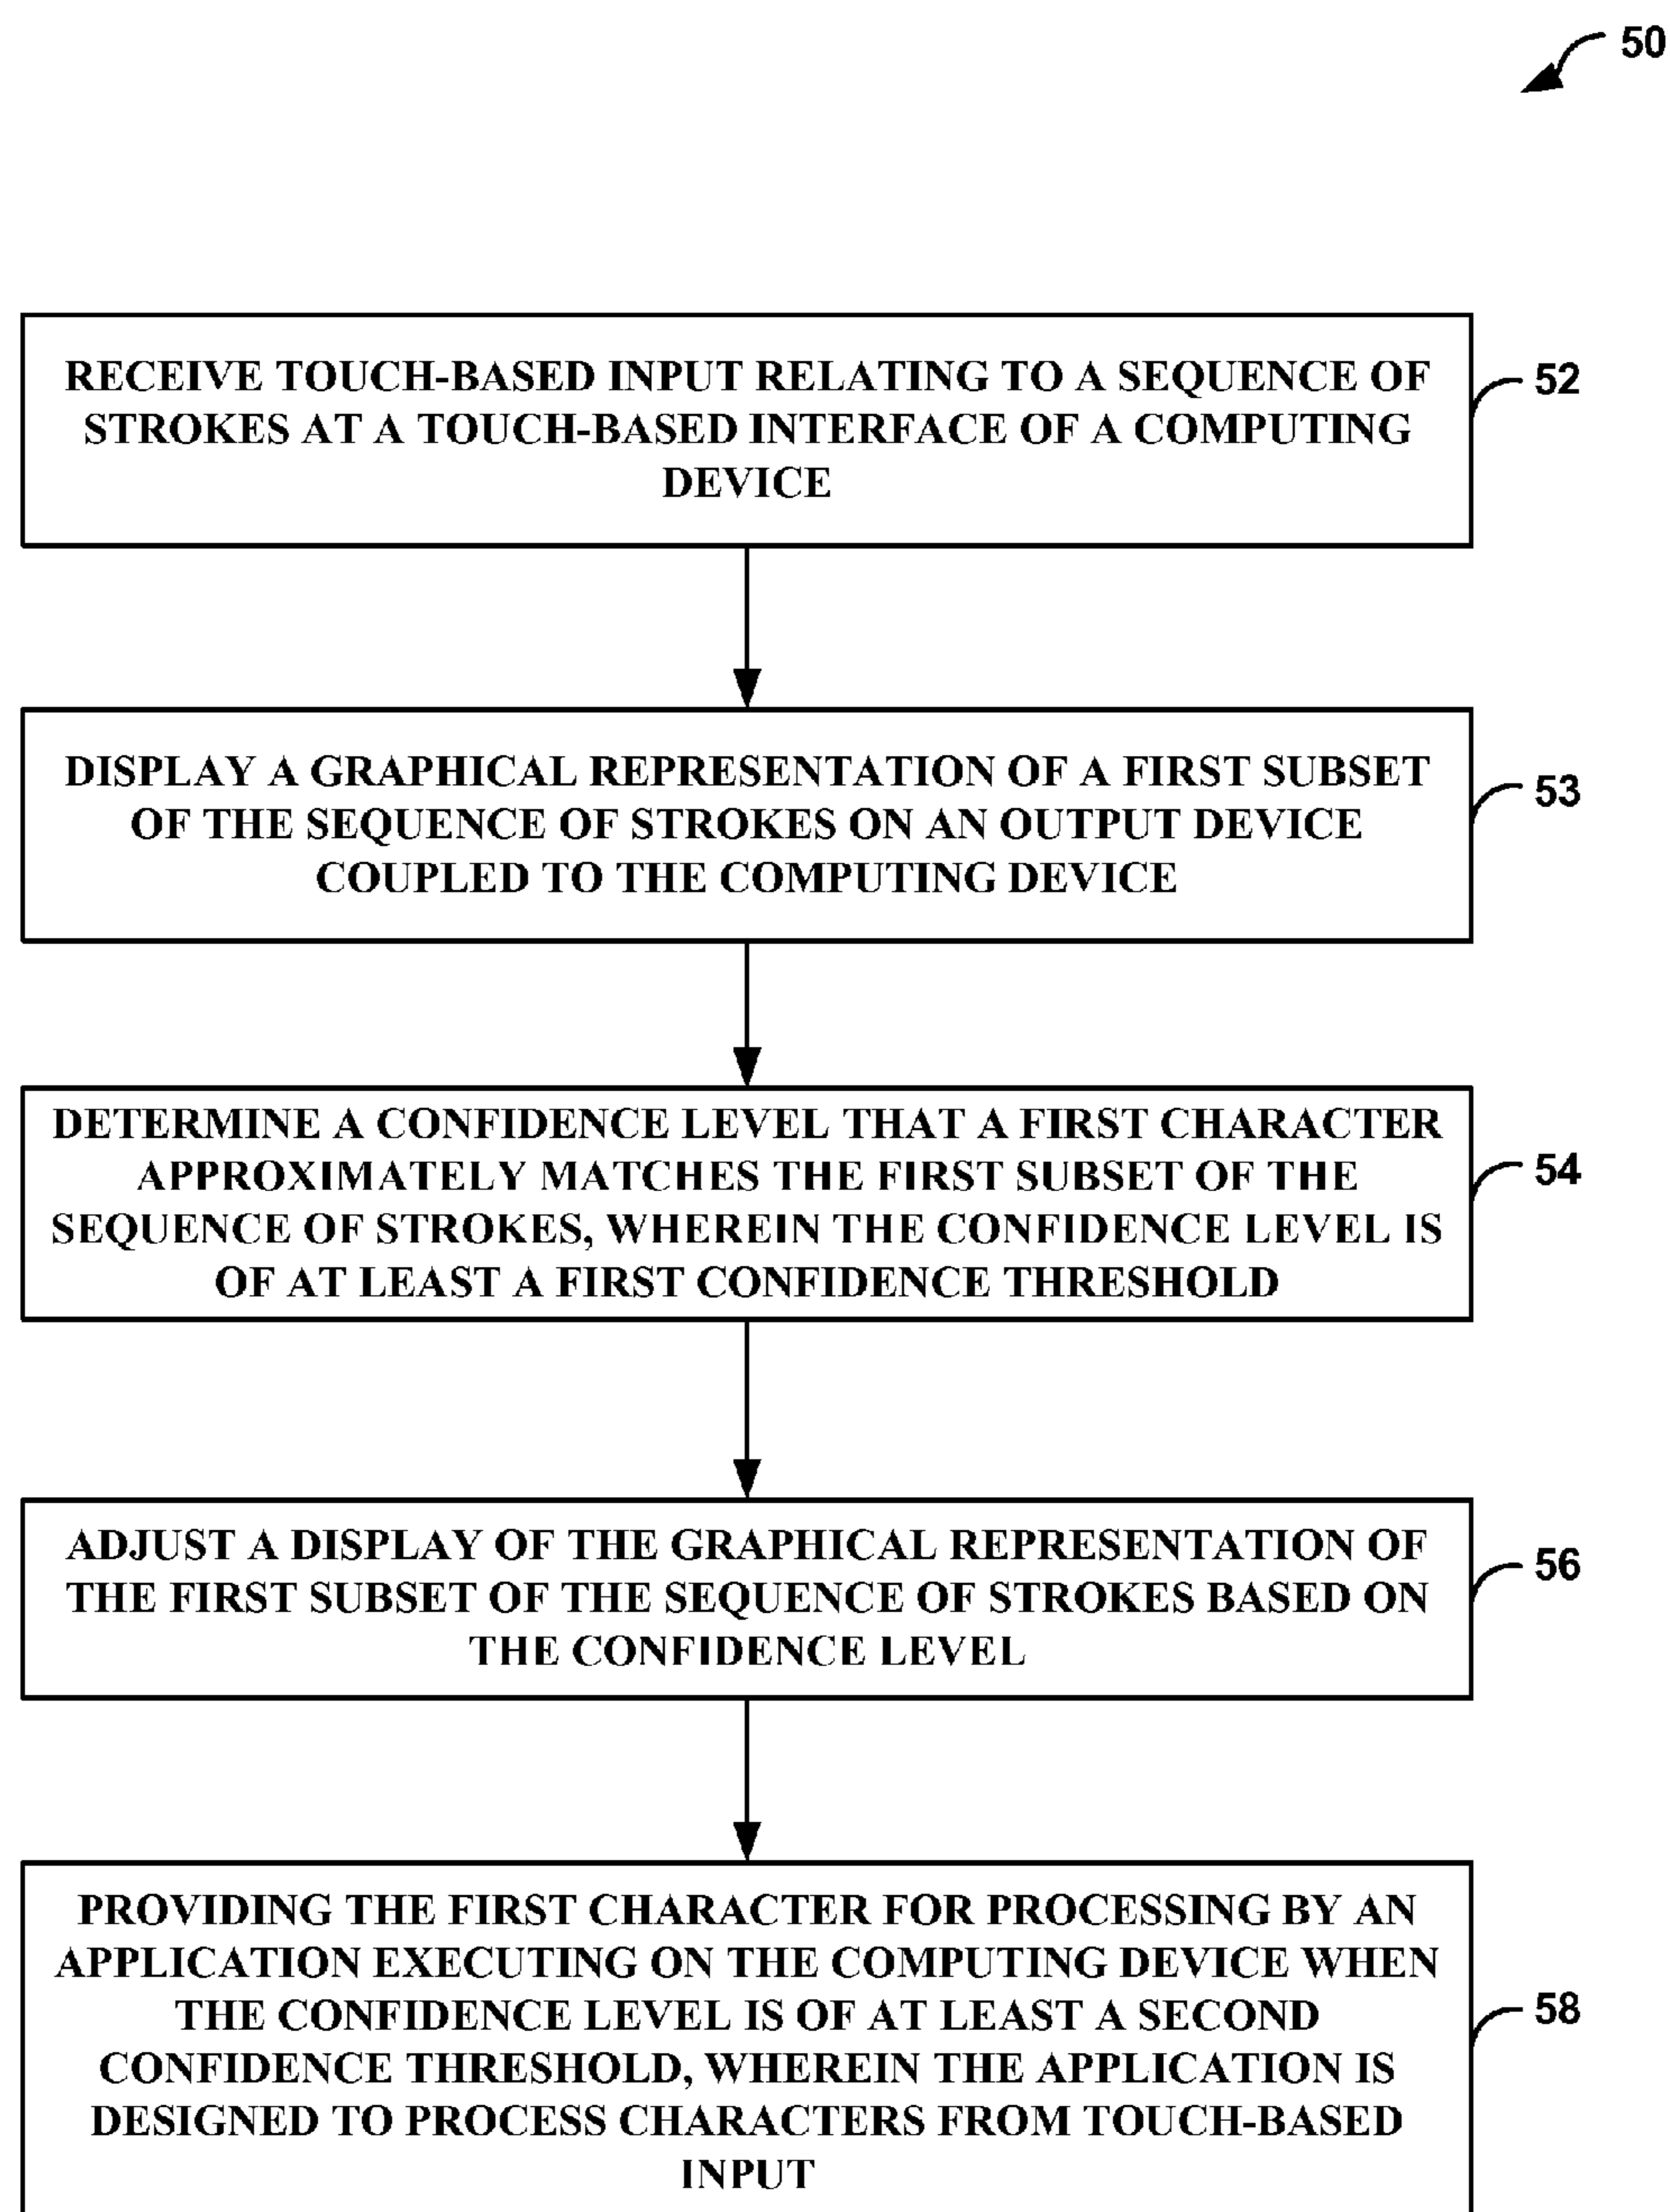 50
RECEIVE TOUCH-BASED INPUT RELATING TO A SEQUENCE OF
STROKES AT A TOUCH-BASED INTERFACE OF A COMPUTING
DEVICE
52
DISPLAY A GRAPHICAL REPRESENTATION OF A FIRST SUBSET
OF THE SEQUENCE OF STROKES ON AN OUTPUT DEVICE
COUPLED TO THE COMPUTING DEVICE
53
DETERMINE A CONFIDENCE LEVEL THAT A FIRST CHARACTER
APPROXIMATELY MATCHES THE FIRST SUBSET OF THE
SEQUENCE OF STROKES, WHEREIN THE CONFIDENCE LEVEL IS
OF AT LEAST A FIRST CONFIDENCE THRESHOLD
54
ADJUST A DISPLAY OF THE GRAPHICAL REPRESENTATION OF
THE FIRST SUBSET OF THE SEQUENCE OF STROKES BASED ON
THE CONFIDENCE LEVEL
56
PROVIDING THE FIRST CHARACTER FOR PROCESSING BY AN
APPLICATION EXECUTING ON THE COMPUTING DEVICE WHEN
THE CONFIDENCE LEVEL IS OF AT LEAST A SECOND
CONFIDENCE THRESHOLD, WHEREIN THE APPLICATION IS
DESIGNED TO PROCESS CHARACTERS FROM TOUCH-BASED
INPUT
58